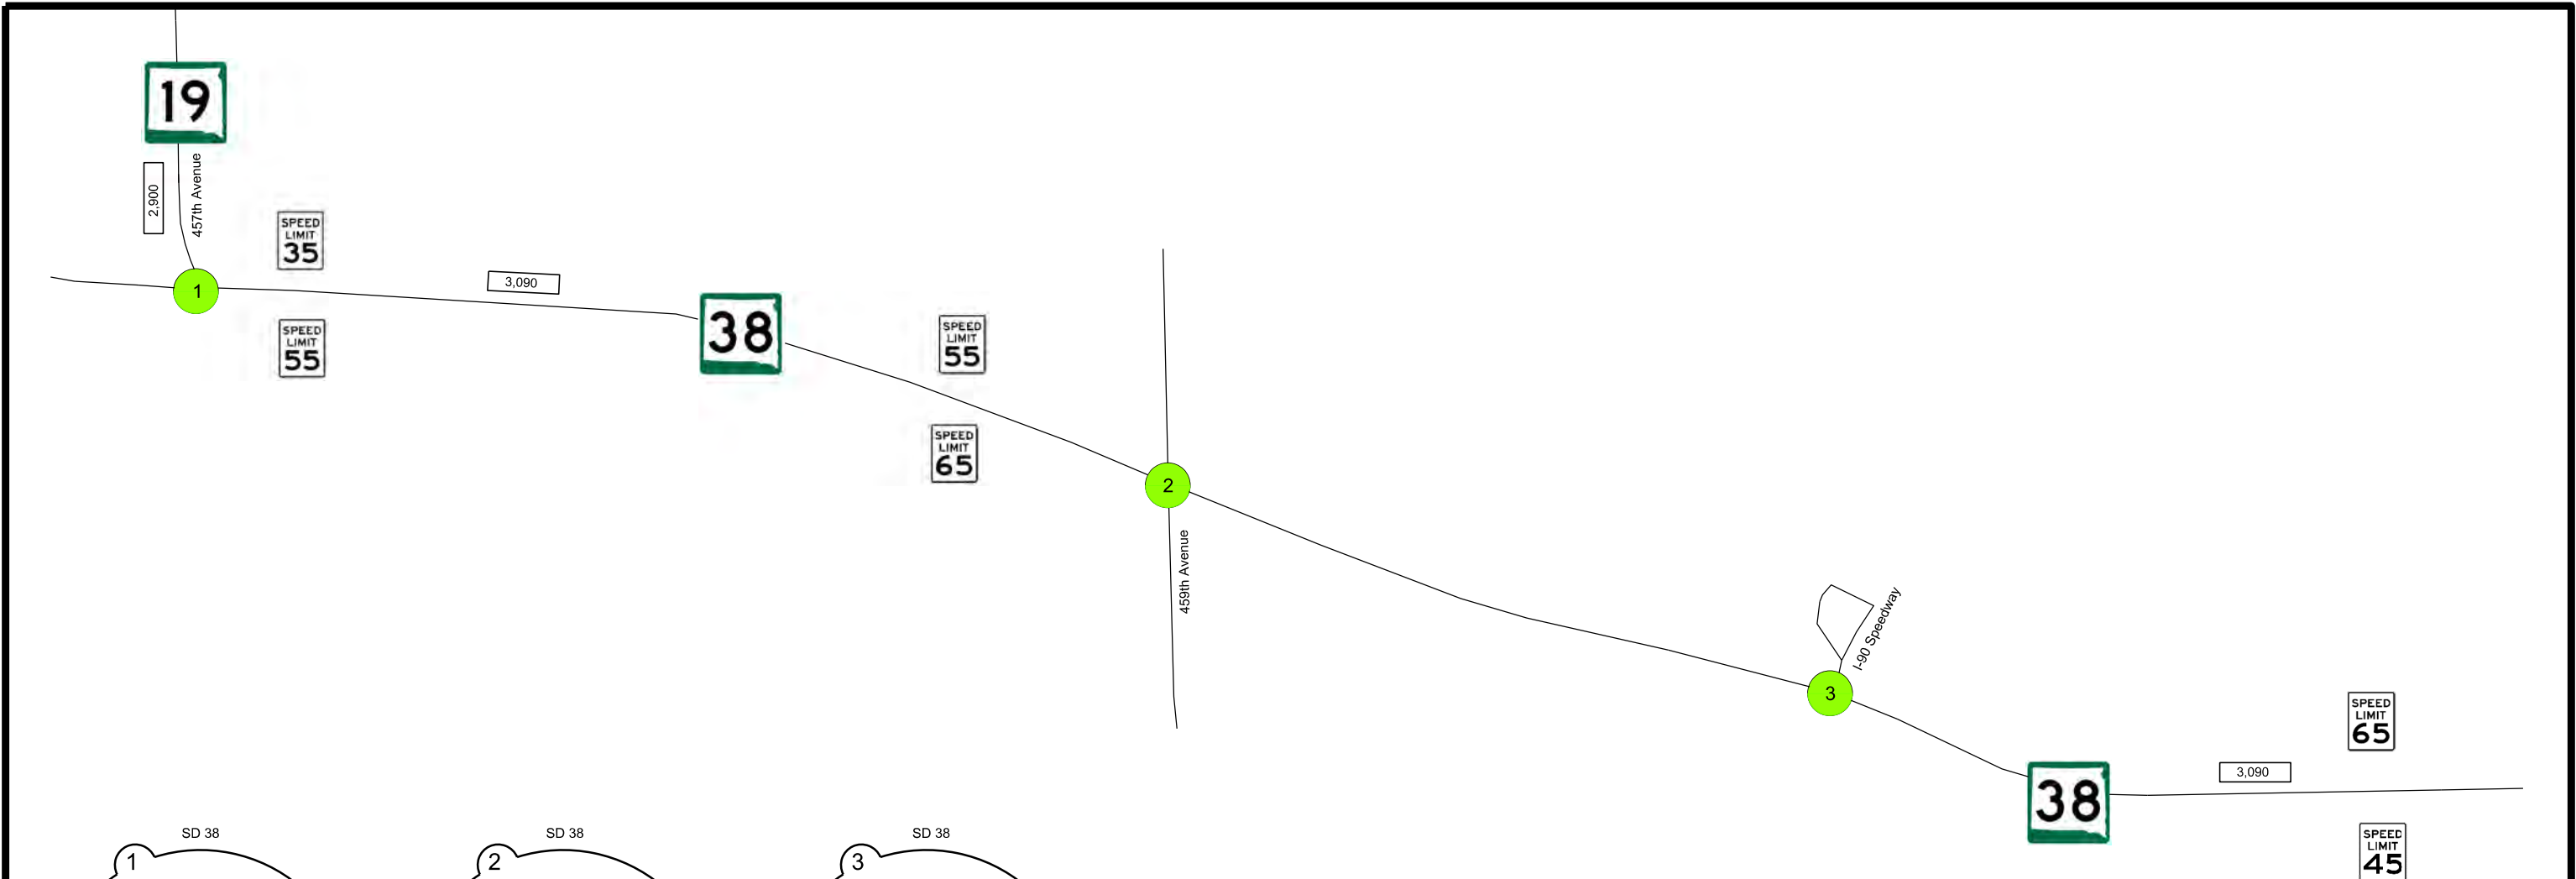 19
2,900
457th Avenue
SPEED
LIMIT
35
1
3,090
SPEED
LIMIT
55
38
SPEED
LIMIT
55
SPEED
LIMIT
65
2
459th Avenue
I-90 Speedway
3
SPEED
LIMIT
65
3,090
38
SPEED
LIMIT
45
SD 38
SD 38
SD 38
1
2
3